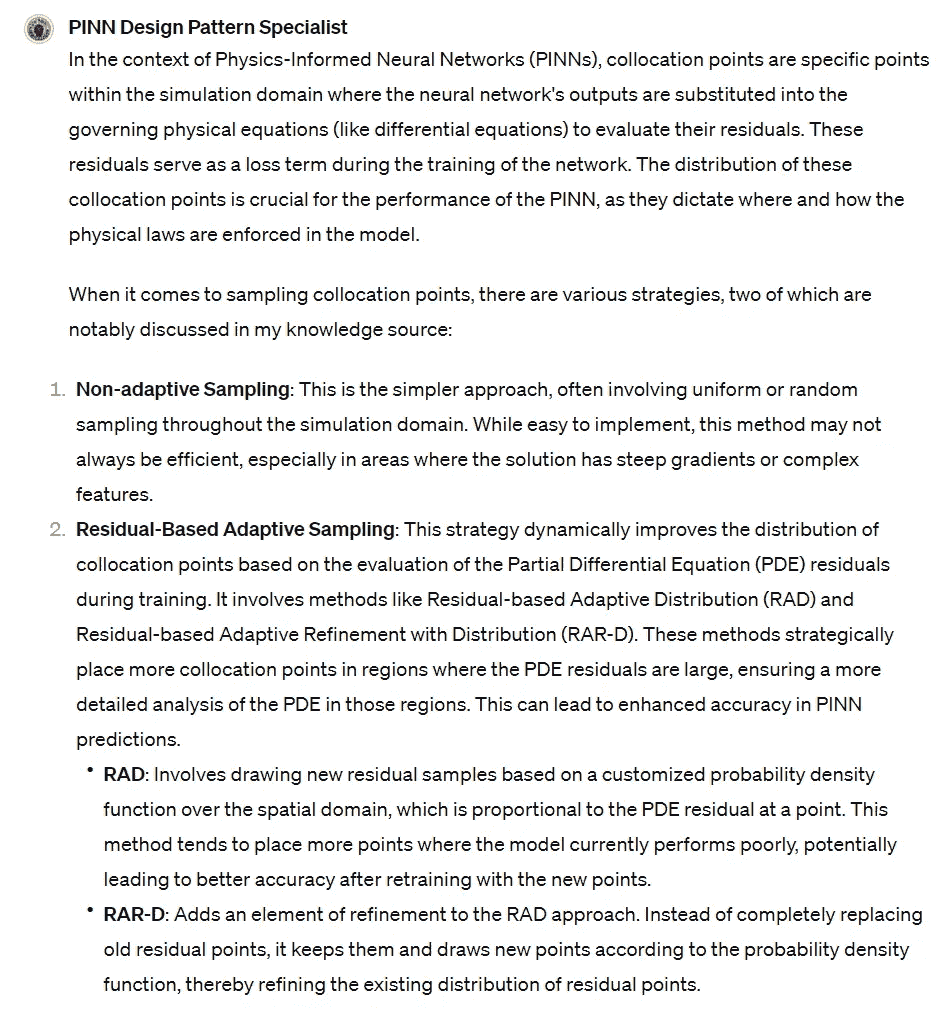 PINN Design Pattern Specialist
In the context of Physics-Informed Neural Networks (PINNs), collocation points are specific points
within the simulation domain where the neural network's outputs are substituted into the
governing physical equations (like differential equations) to evaluate their residuals. These
residuals serve as a loss term during the training of the network. The distribution of these
collocation points is crucial for the performance of the PINN, as they dictate where and how the
physical laws are enforced in the model.
When it comes to sampling collocation points, there are various strategies, two of which are
notably discussed in my knowledge source:
1. Non-adaptive Sampling: This is the simpler approach, often involving uniform or random
sampling throughout the simulation domain. While easy to implement, this method may not
always be efficient, especially in areas where the solution has steep gradients or complex
features.
2. Residual-Based Adaptive Sampling: This strategy dynamically improves the distribution of
collocation points based on the evaluation of the Partial Differential Equation (PDE) residuals
during training. It involves methods like Residual-based Adaptive Distribution (RAD) and
Residual-based Adaptive Refinement with Distribution (RAR-D). These methods strategically
place more collocation points in regions where the PDE residuals are large, ensuring a more
detailed analysis of the PDE in those regions. This can lead to enhanced accuracy in PINN
predictions.
• RAD: Involves drawing new residual samples based on a customized probability density
function over the spatial domain, which is proportional to the PDE residual at a point. This
method tends to place more points where the model currently performs poorly, potentially
leading to better accuracy after retraining with the new points.
• RAR-D: Adds an element of refinement to the RAD approach. Instead of completely replacing
old residual points, it keeps them and draws new points according to the probability density
function, thereby refining the existing distribution of residual points.